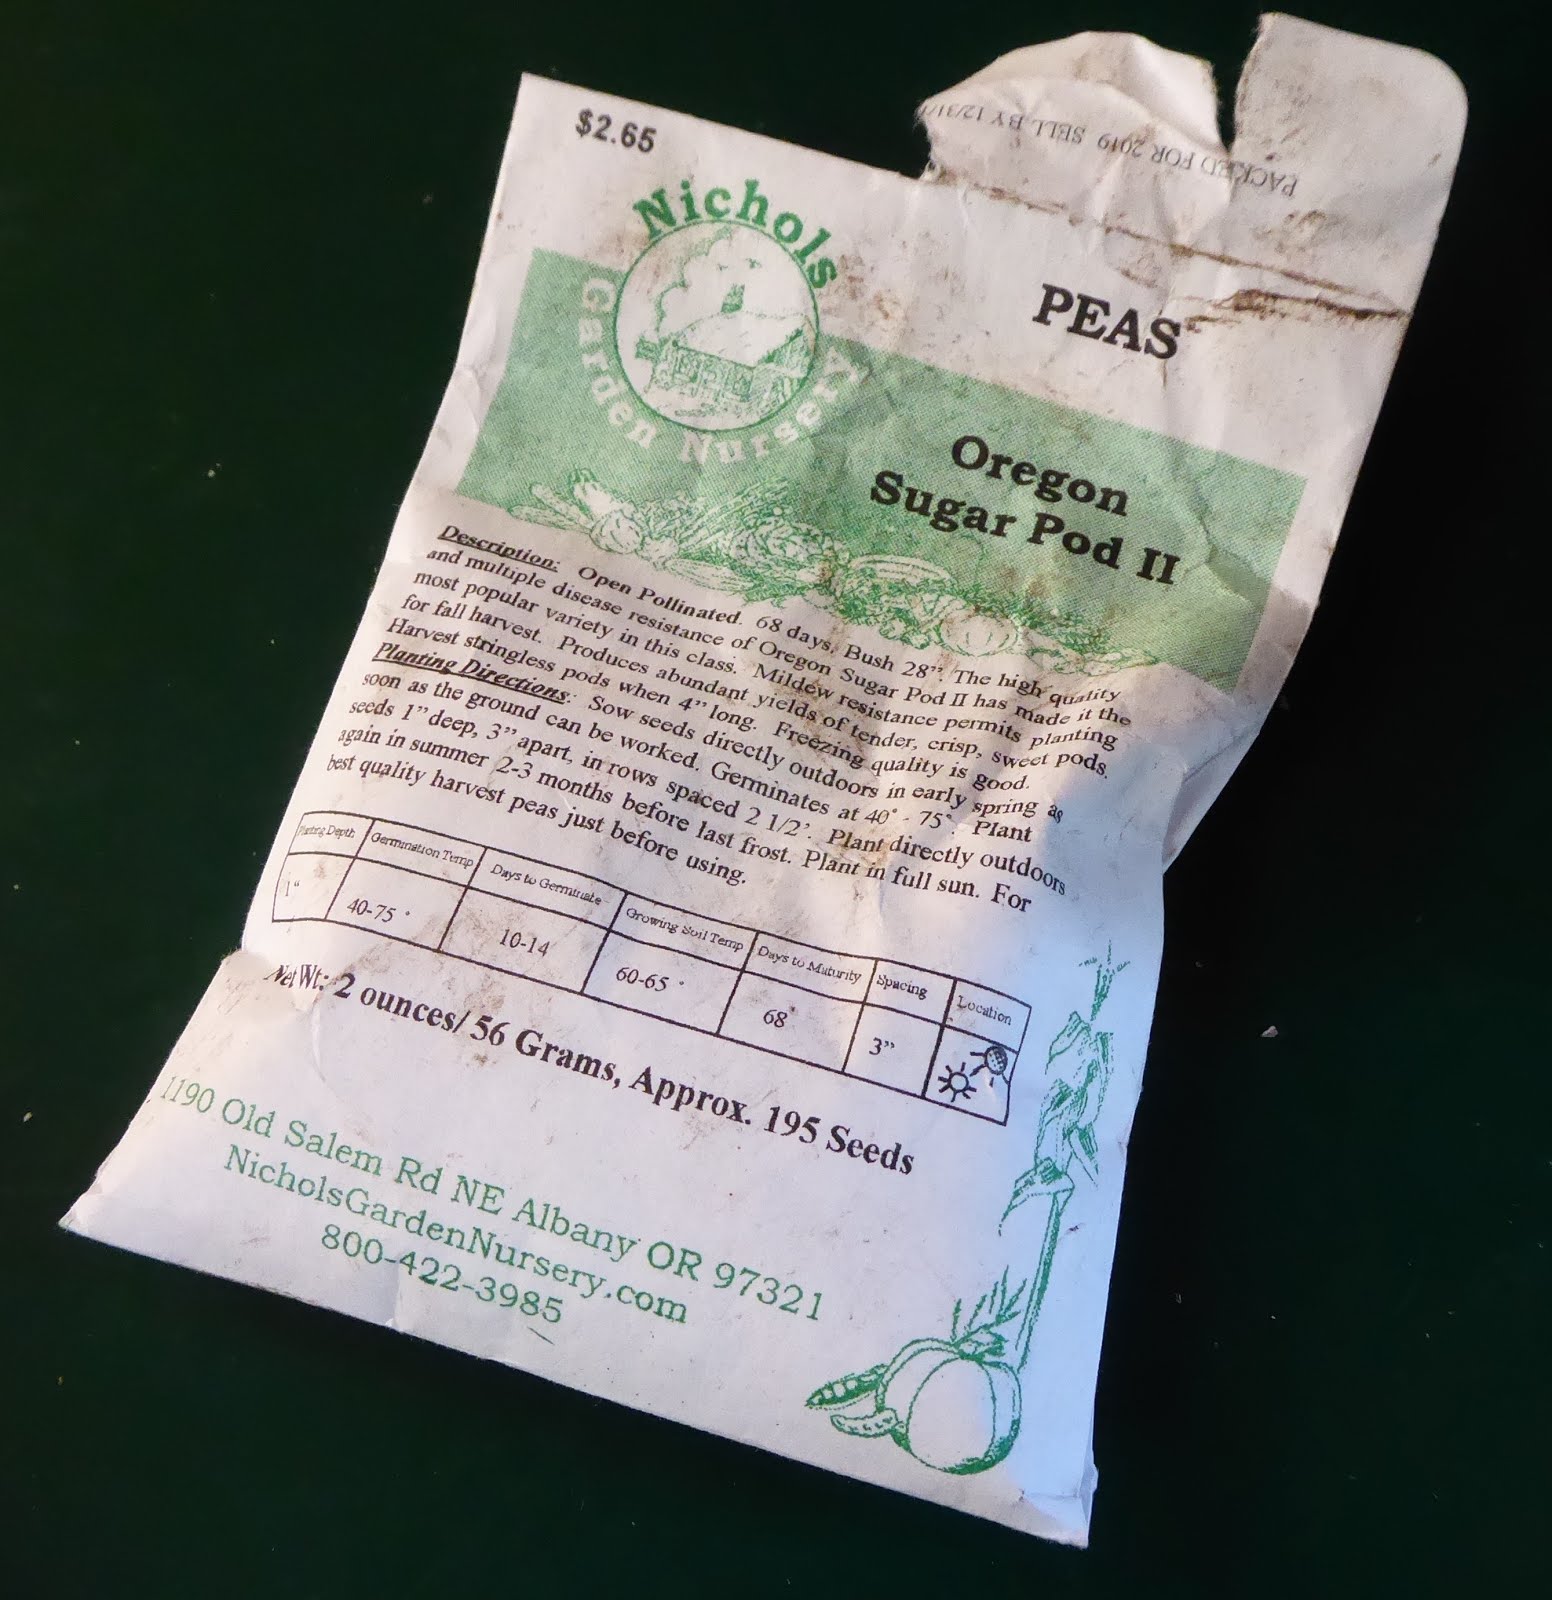 PACKED FOR 2019 SELL BY 12/31/
$2.65
Nichols
Garden Nursery
PEAS
Oregon
Sugar Pod II
Description: Open Pollinated. 68 days, Bush 28". The high quality
and multiple disease resistance of Oregon Sugar Pod II has made it the
most popular variety in this class. Mildew resistance permits planting
for fall harvest. Produces abundant yields of tender, crisp, sweet pods.
Harvest stringless pods when 4" long. Freezing quality is good.
Planting Directions: Sow seeds directly outdoors in early spring as
soon as the ground can be worked. Germinates at 40° - 75°. Plant
seeds 1" deep, 3" apart, in rows spaced 2 1/2'. Plant directly outdoors
again in summer 2-3 months before last frost. Plant in full sun. For
best quality harvest peas just before using.
Planting Depth Germination Temp Days to Germinate Growing Soil Temp Days to Maturity Spacing Location
1" 40-75 ° 10-14 60-65 ° 68 3"
Net Wt: 2 ounces/ 56 Grams, Approx. 195 Seeds
1190 Old Salem Rd NE Albany OR 97321
NicholsGardenNursery.com
800-422-3985